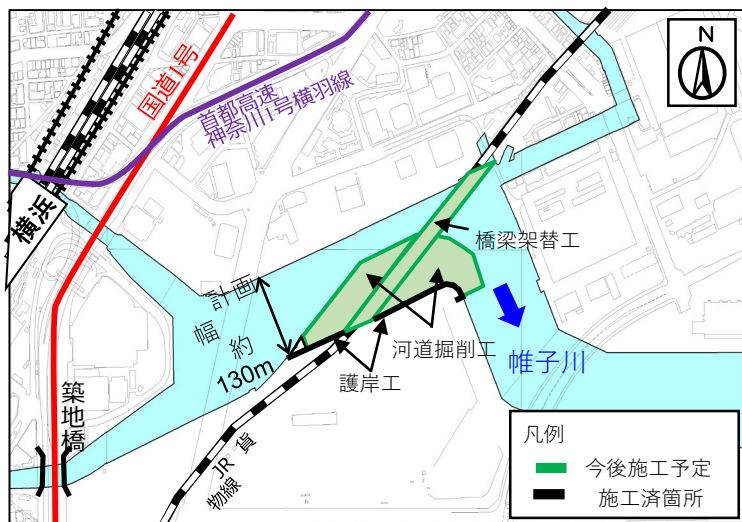 N
国道1号
首都高速
神奈川1号横羽線
横浜
橋梁架替工
計画
幅 約
130m
河道掘削工
護岸工
帷子川
築地橋
JR 貨
物線
凡例
今後施工予定
施工済箇所